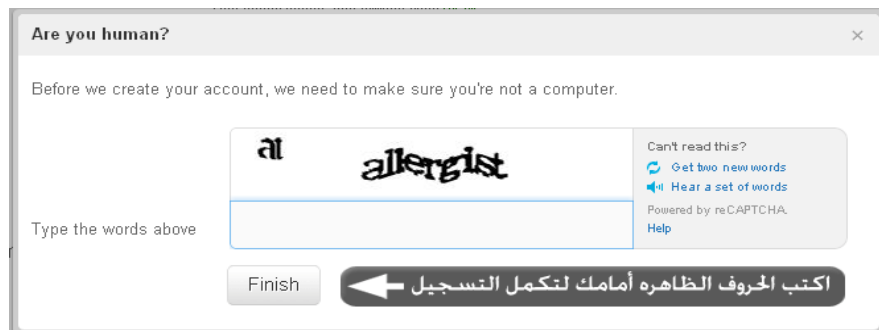 Are you human?
Before we create your account, we need to make sure you're not a computer.
al allergist
Can't read this?
Get two new words
Hear a set of words
Powered by reCAPTCHA.
Help
Type the words above
Finish
اكتب الحروف الظاهره أمامك لتكمل التسجيل